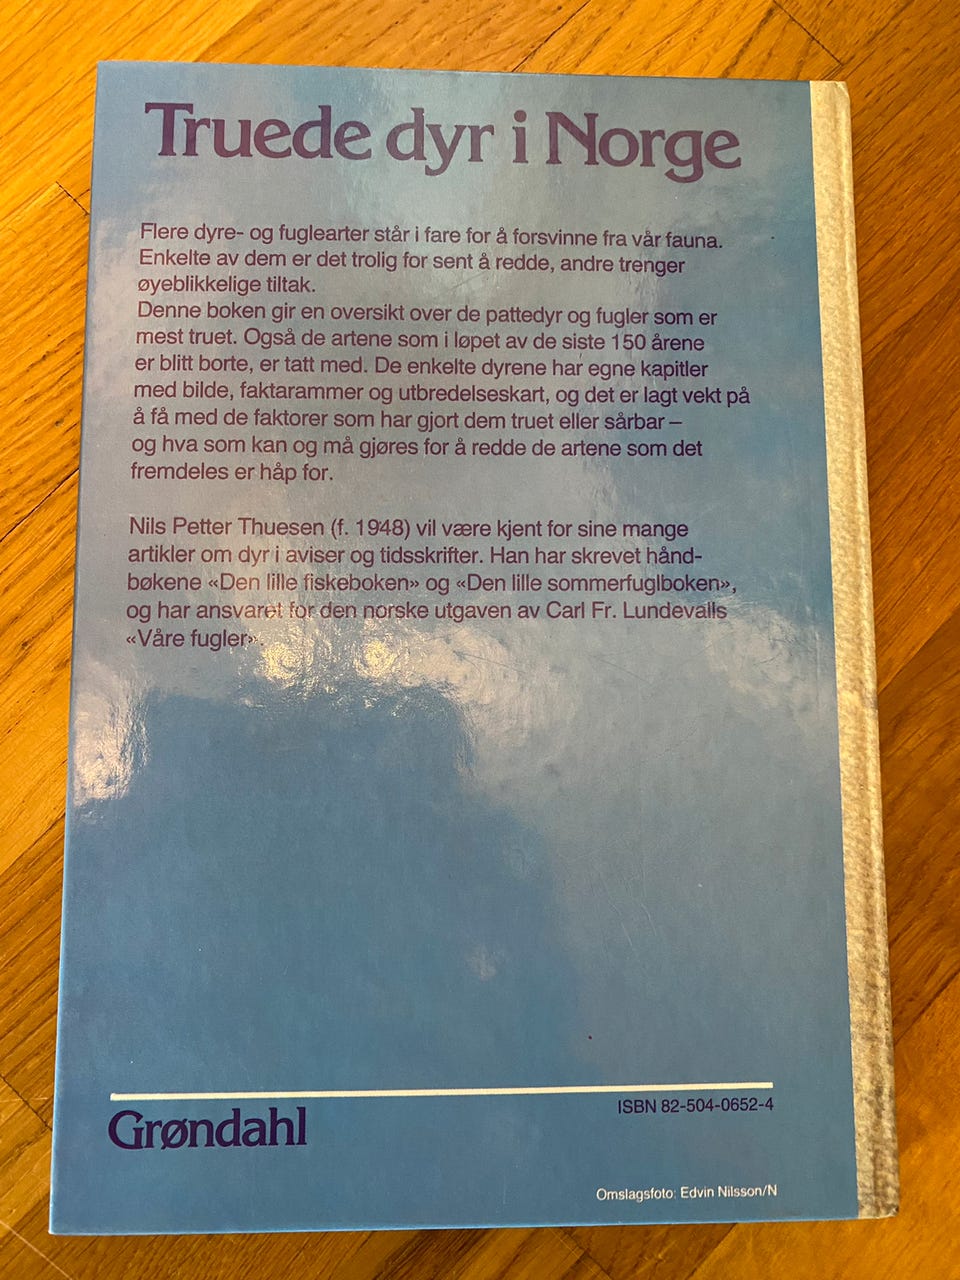 Truede dyr i Norge
Flere dyre- og fuglearter står i fare for å forsvinne fra vår fauna.
Enkelte av dem er det trolig for sent å redde, andre trenger
øyeblikkelige tiltak.
Denne boken gir en oversikt over de pattedyr og fugler som er
mest truet. Også de artene som i løpet av de siste 150 årene
er blitt borte, er tatt med. De enkelte dyrene har egne kapitler
med bilde, faktarammer og utbredelseskart, og det er lagt vekt på
å få med de faktorer som har gjort dem truet eller sårbar –
og hva som kan og må gjøres for å redde de artene som det
fremdeles er håp for.
Nils Petter Thuesen (f. 1948) vil være kjent for sine mange
artikler om dyr i aviser og tidsskrifter. Han har skrevet hånd-
bøkene «Den lille fiskeboken» og «Den lille sommerfuglboken»,
og har ansvaret for den norske utgaven av Carl Fr. Lundevalls
«Våre fugler».
Grøndahl
ISBN 82-504-0652-4
Omslagsfoto: Edvin Nilsson/N